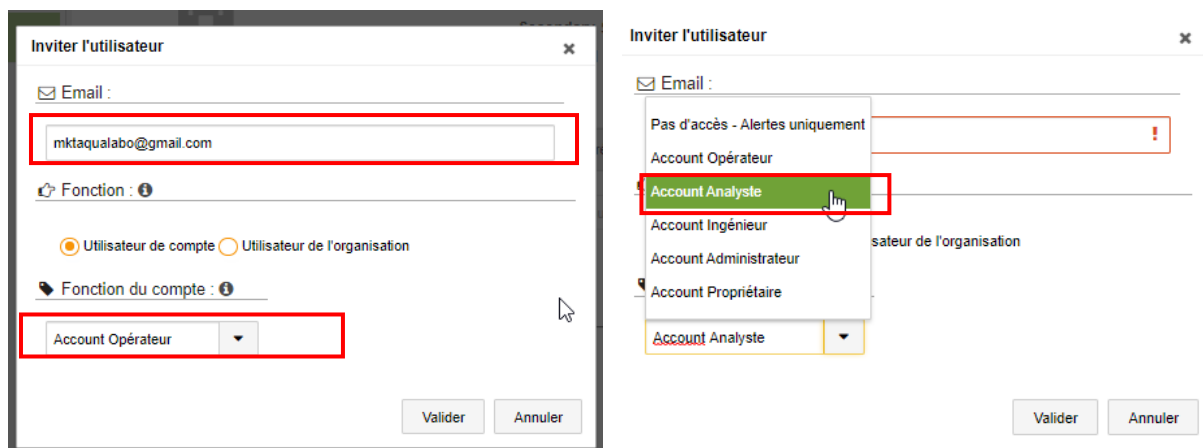 Inviter l'utilisateur
Email :
mktaqualabo@gmail.com
Fonction :
Utilisateur de compte Utilisateur de l'organisation
Fonction du compte :
Account Opérateur
Valider Annuler
Inviter l'utilisateur
Email :
Pas d'accès - Alertes uniquement
!
Account Opérateur
Account Analyste
Account Ingénieur
sateur de l'organisation
Account Administrateur
Account Propriétaire
Account Analyste
Valider Annuler